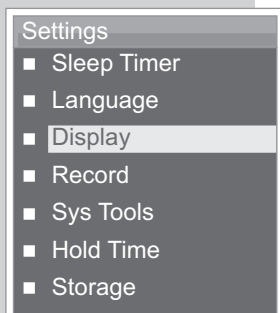 Settings
Sleep Timer
Language
Display
Record
Sys Tools
Hold Time
Storage